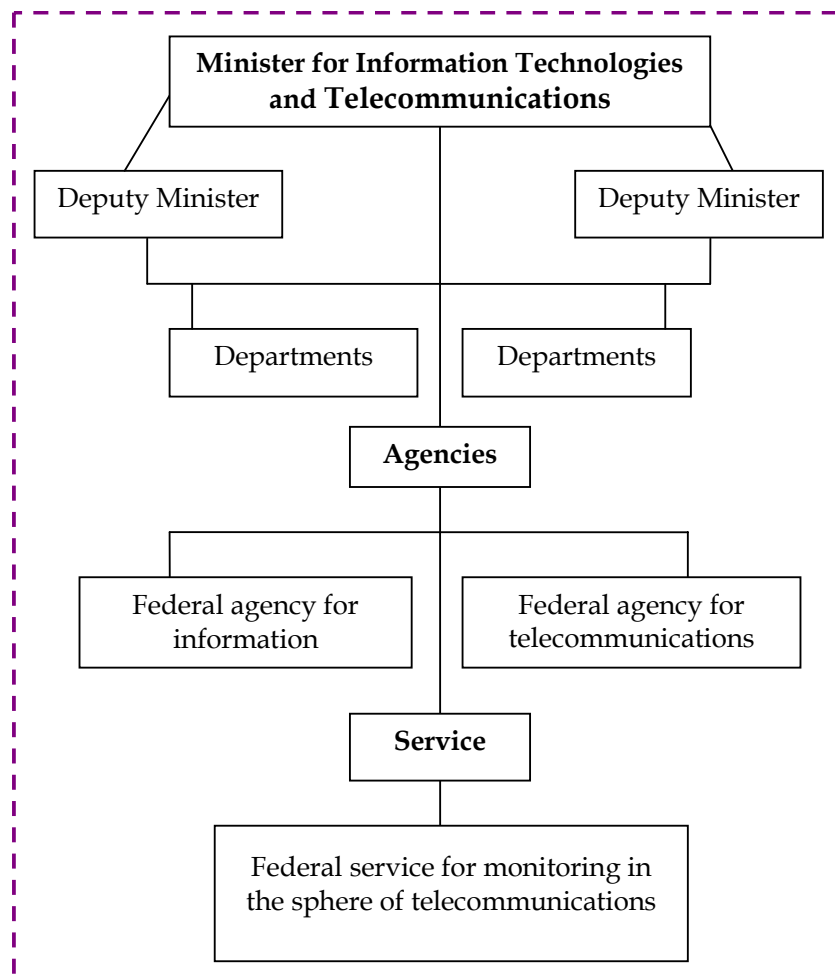 Minister for Information Technologies
and Telecommunications
Deputy Minister
Deputy Minister
Departments
Departments
Agencies
Federal agency for
information
Federal agency for
telecommunications
Service
Federal service for monitoring in
the sphere of telecommunications